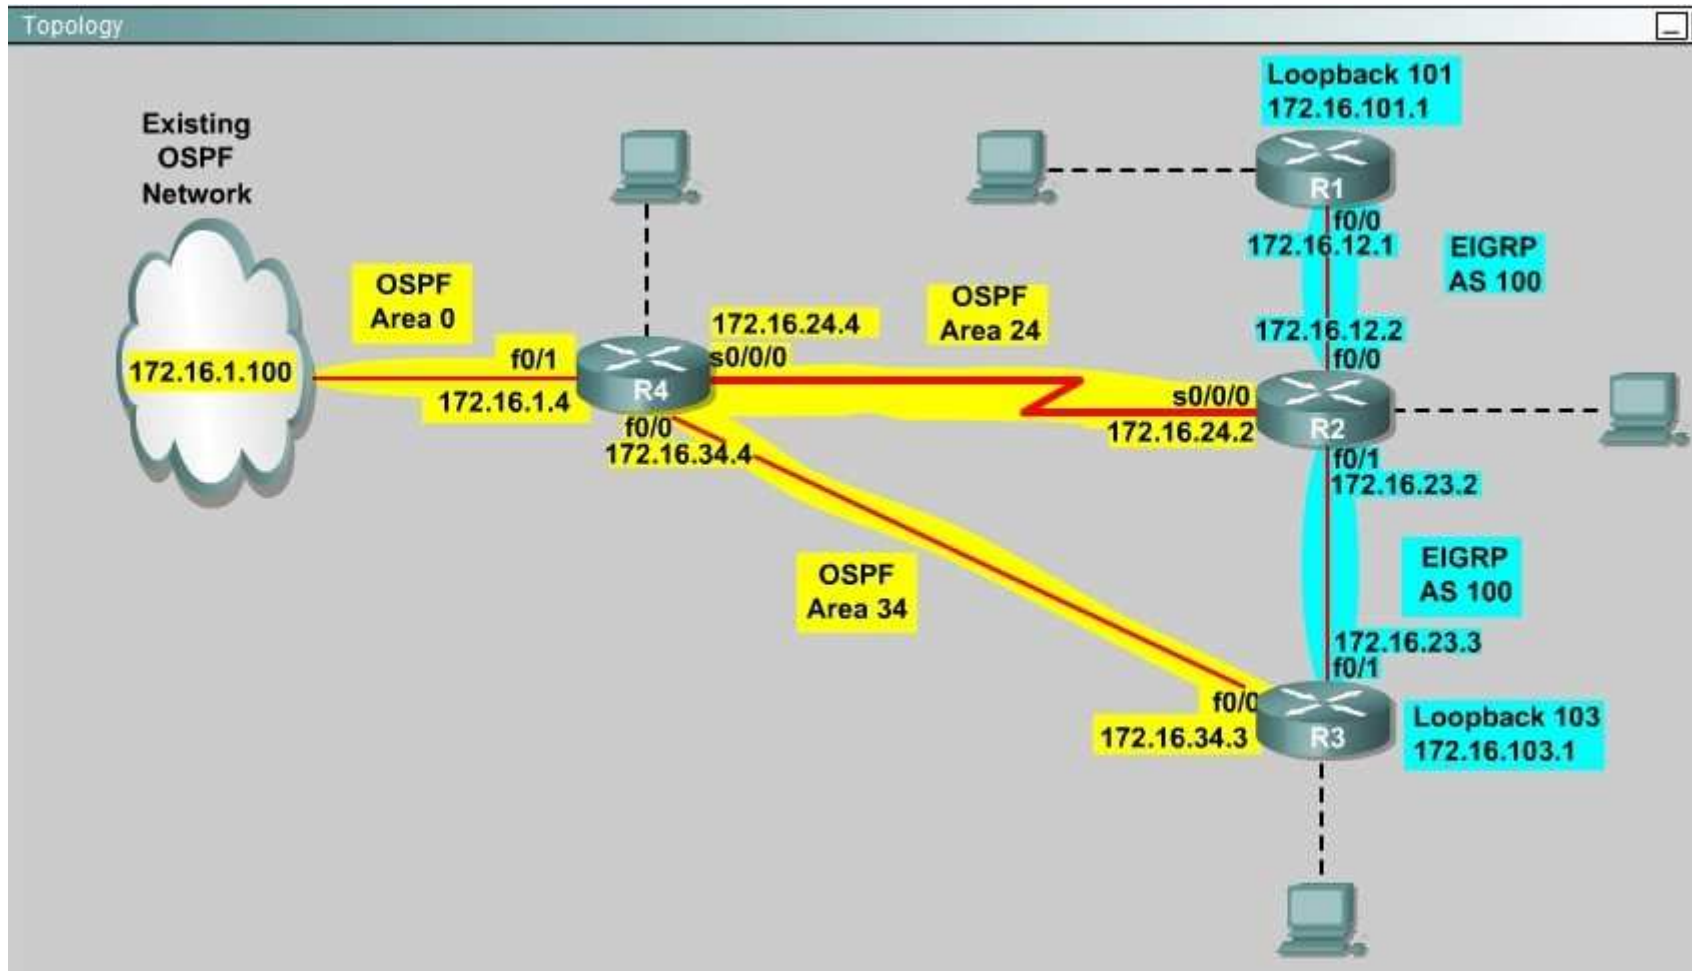 Topology
Loopback 101
172.16.101.1
Existing
OSPF
Network
R1
f0/0
172.16.12.1
EIGRP
AS 100
OSPF
Area 0
OSPF
Area 24
172.16.24.4
172.16.12.2
f0/1
s0/0/0
f0/0
172.16.1.100
R4
s0/0/0
172.16.1.4
f0/0
172.16.24.2
R2
172.16.34.4
f0/1
172.16.23.2
OSPF
Area 34
EIGRP
AS 100
172.16.23.3
f0/1
f0/0
172.16.34.3
R3
Loopback 103
172.16.103.1